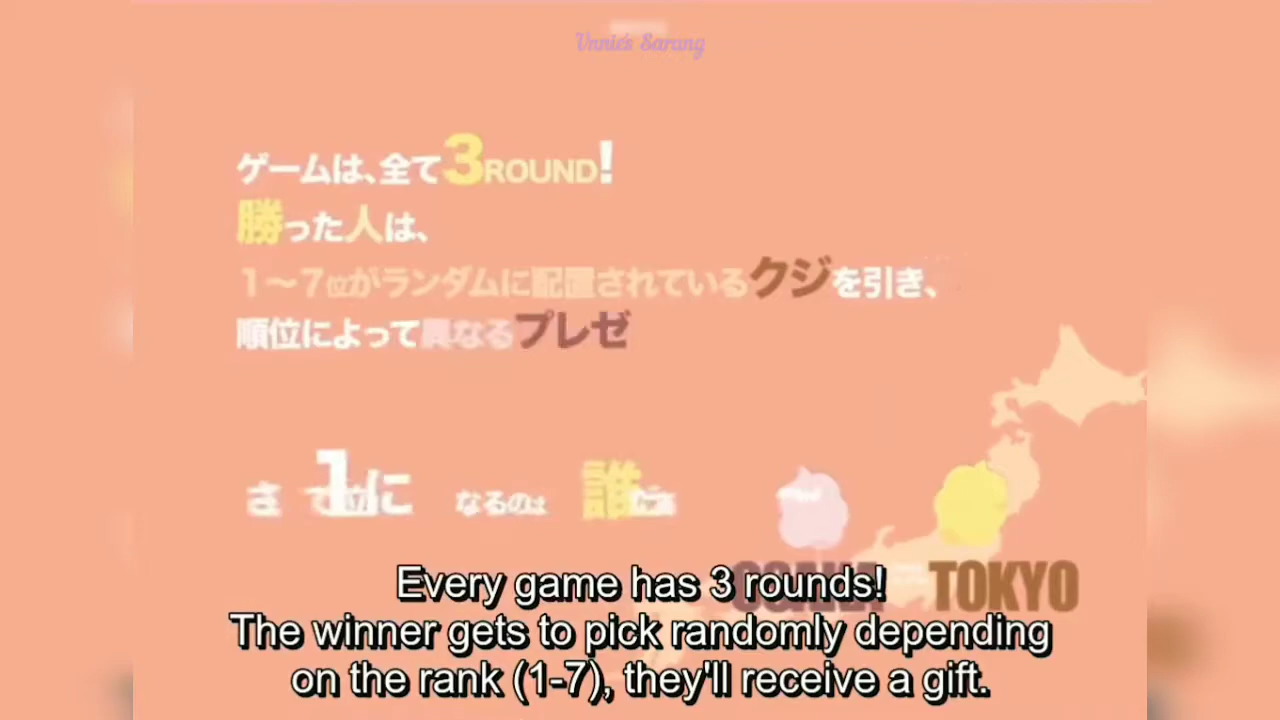 Unnie's Sarang
ゲームは、全て3ROUND!
勝った人は、
1〜7位がランダムに配置されているクジを引き、
順位によって異なるプレゼ
さて1位になるのは誰
TOKYO
Every game has 3 rounds!
The winner gets to pick randomly depending
on the rank (1-7), they'll receive a gift.